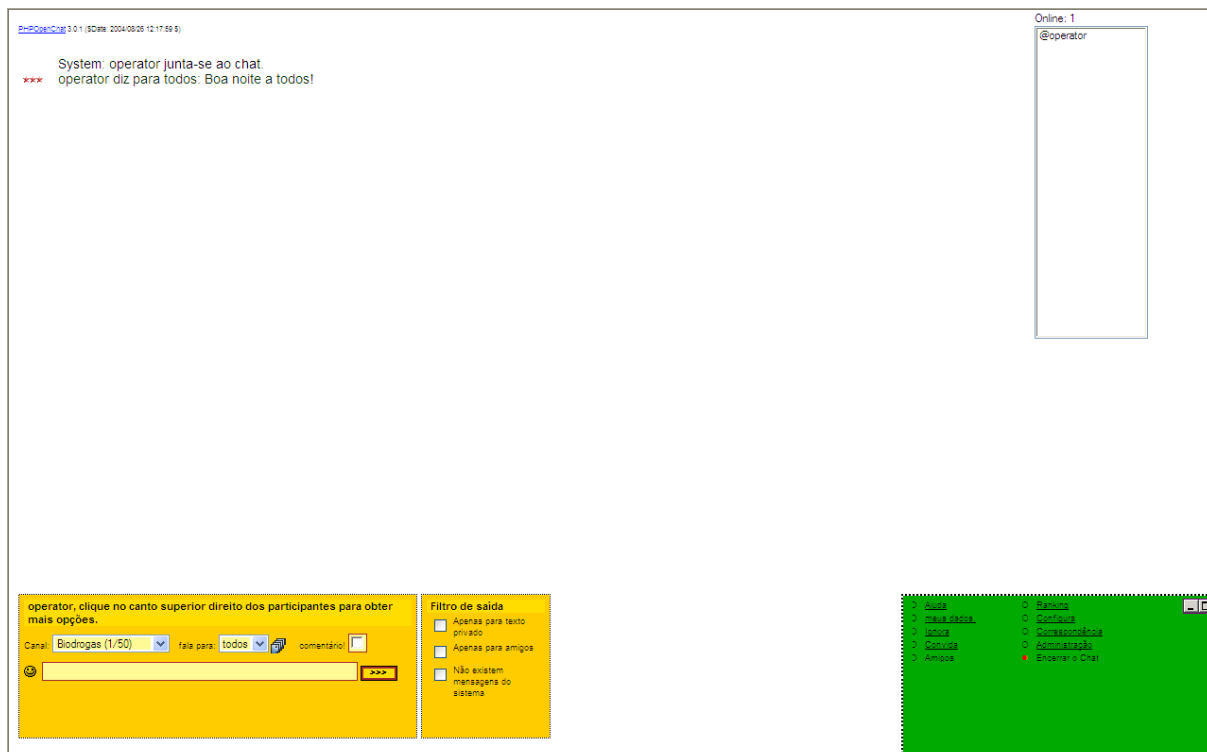 PHPOpenChat 3.0.1 ($Date: 2004/08/26 12:17:59 $)
System: operator junta-se ao chat.
*** operator diz para todos: Boa noite a todos!
Online: 1
@operator
operator, clique no canto superior direito dos participantes para obter
mais opções.
Canal: Biodrogas (1/50) fala para: todos comentário!
>>>
Filtro de saída
Apenas para texto
privado
Apenas para amigos
Não existem
mensagens do
sistema
Ajuda
meus dados.
Ignora
Convida
Amigos
Ranking
Configura
Correspondência
Administração
Encerrar o Chat